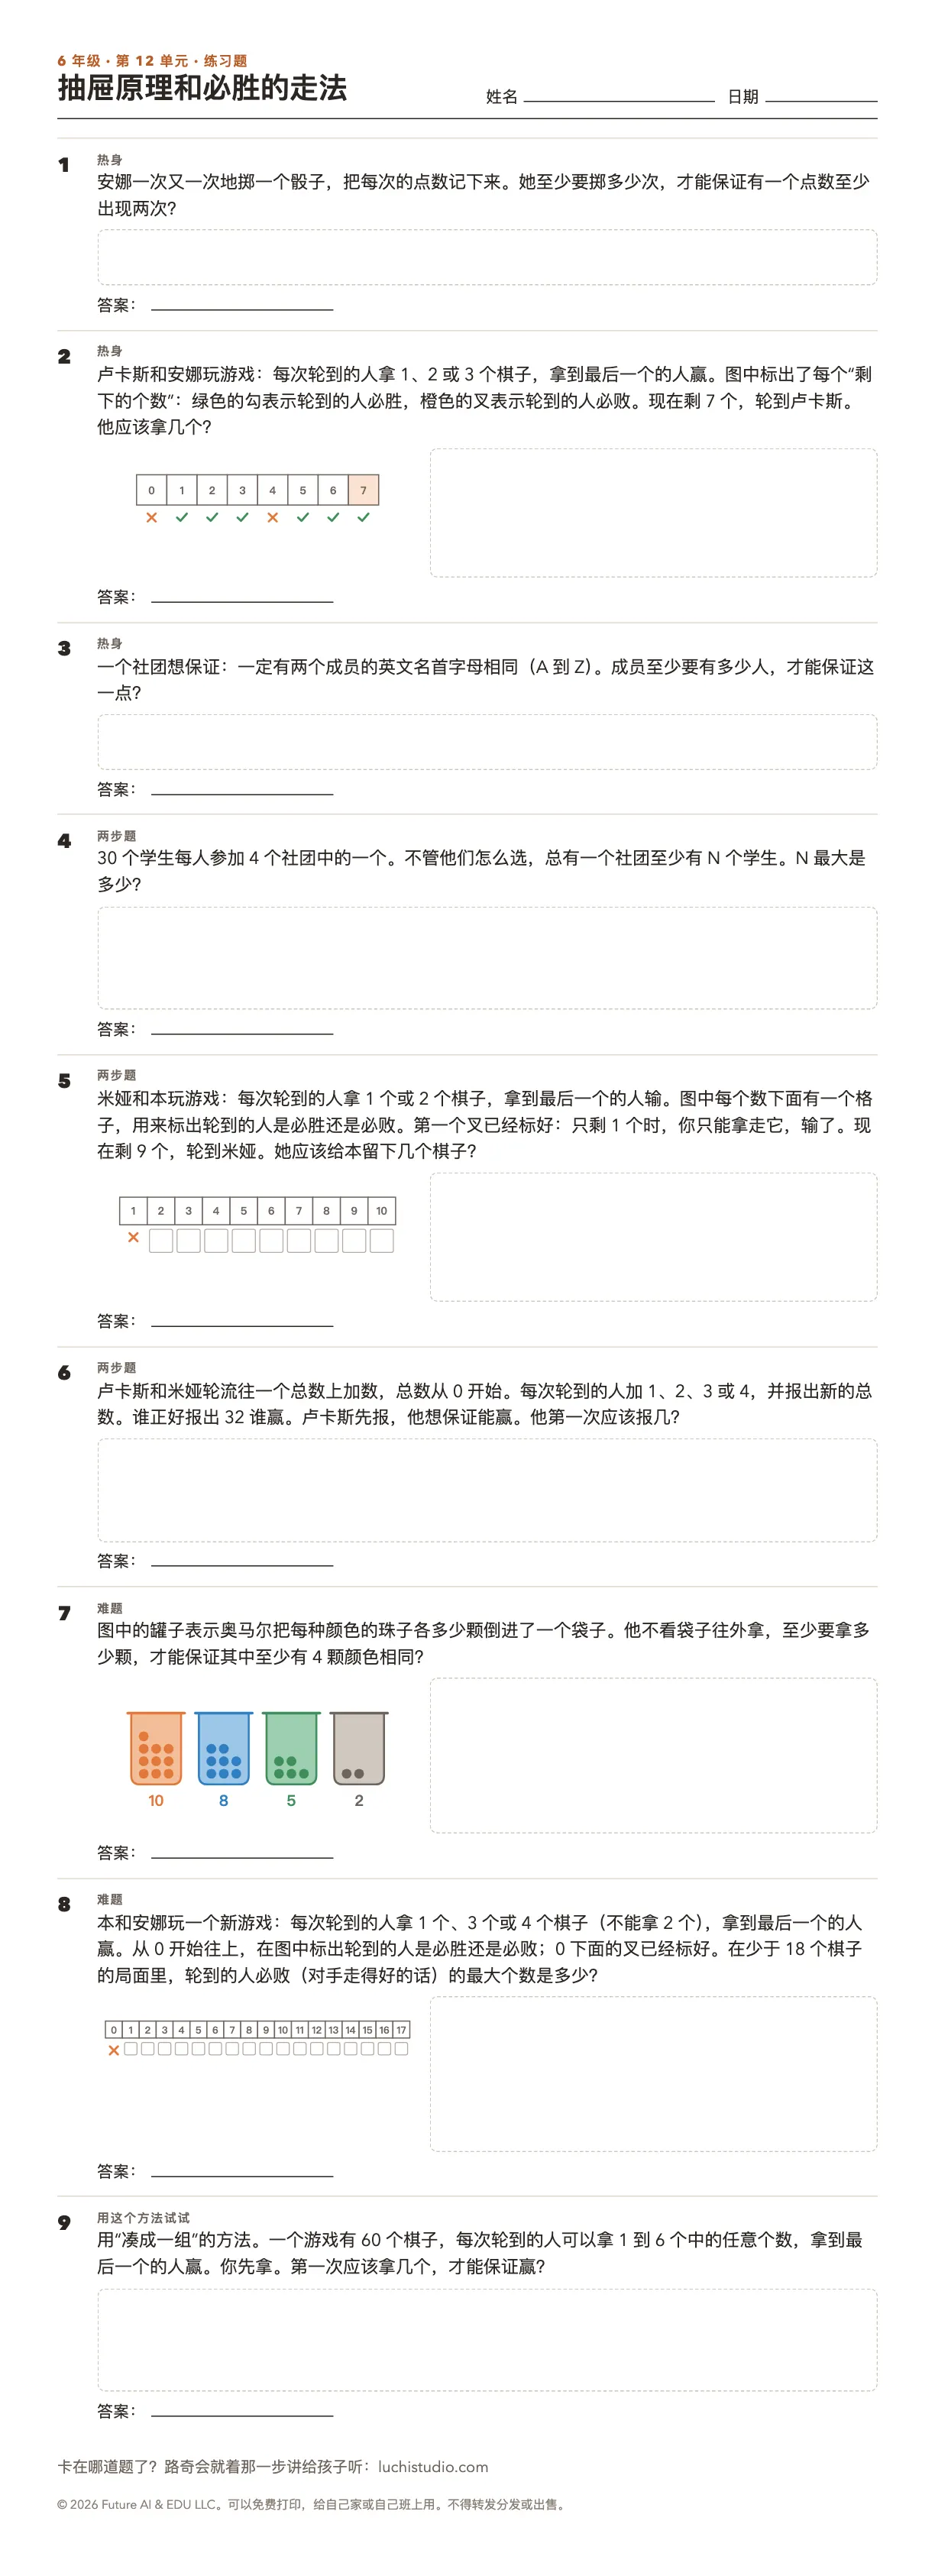 6 年级 · 第 12 单元 · 练习题
抽屉原理和必胜的走法
姓名 日期
1
热身
安娜一次又一次地掷一个骰子，把每次的点数记下来。她至少要掷多少次，才能保证有一个点数至少
出现两次？
答案：
2
热身
卢卡斯和安娜玩游戏：每次轮到的人拿 1、2 或 3 个棋子，拿到最后一个的人赢。图中标出了每个“剩
下的个数”：绿色的勾表示轮到的人必胜，橙色的叉表示轮到的人必败。现在剩 7 个，轮到卢卡斯。
他应该拿几个？
0 1 2 3 4 5 6 7
答案：
3
热身
一个社团想保证：一定有两个成员的英文名首字母相同（A 到 Z）。成员至少要有多少人，才能保证这
一点？
答案：
4
两步题
30 个学生每人参加 4 个社团中的一个。不管他们怎么选，总有一个社团至少有 N 个学生。N 最大是
多少？
答案：
5
两步题
米娅和本玩游戏：每次轮到的人拿 1 个或 2 个棋子，拿到最后一个的人输。图中每个数下面有一个格
子，用来标出轮到的人是必胜还是必败。第一个叉已经标好：只剩 1 个时，你只能拿走它，输了。现
在剩 9 个，轮到米娅。她应该给本留下几个棋子？
1 2 3 4 5 6 7 8 9 10
答案：
6
两步题
卢卡斯和米娅轮流往一个总数上加数，总数从 0 开始。每次轮到的人加 1、2、3 或 4，并报出新的总
数。谁正好报出 32 谁赢。卢卡斯先报，他想保证能赢。他第一次应该报几？
答案：
7
难题
图中的罐子表示奥马尔把每种颜色的珠子各多少颗倒进了一个袋子。他不看袋子往外拿，至少要拿多
少颗，才能保证其中至少有 4 颗颜色相同？
10 8 5 2
答案：
8
难题
本和安娜玩一个新游戏：每次轮到的人拿 1 个、3 个或 4 个棋子（不能拿 2 个），拿到最后一个的人
赢。从 0 开始往上，在图中标出轮到的人是必胜还是必败；0 下面的叉已经标好。在少于 18 个棋子
的局面里，轮到的人必败（对手走得好的话）的最大个数是多少？
0 1 2 3 4 5 6 7 8 9 10 11 12 13 14 15 16 17
答案：
9
用这个方法试试
用“凑成一组”的方法。一个游戏有 60 个棋子，每次轮到的人可以拿 1 到 6 个中的任意个数，拿到最
后一个的人赢。你先拿。第一次应该拿几个，才能保证赢？
答案：
卡在哪道题了？路奇会就着那一步讲给孩子听：luchistudio.com
© 2026 Future AI & EDU LLC。可以免费打印，给自己家或自己班上用。不得转发分发或出售。